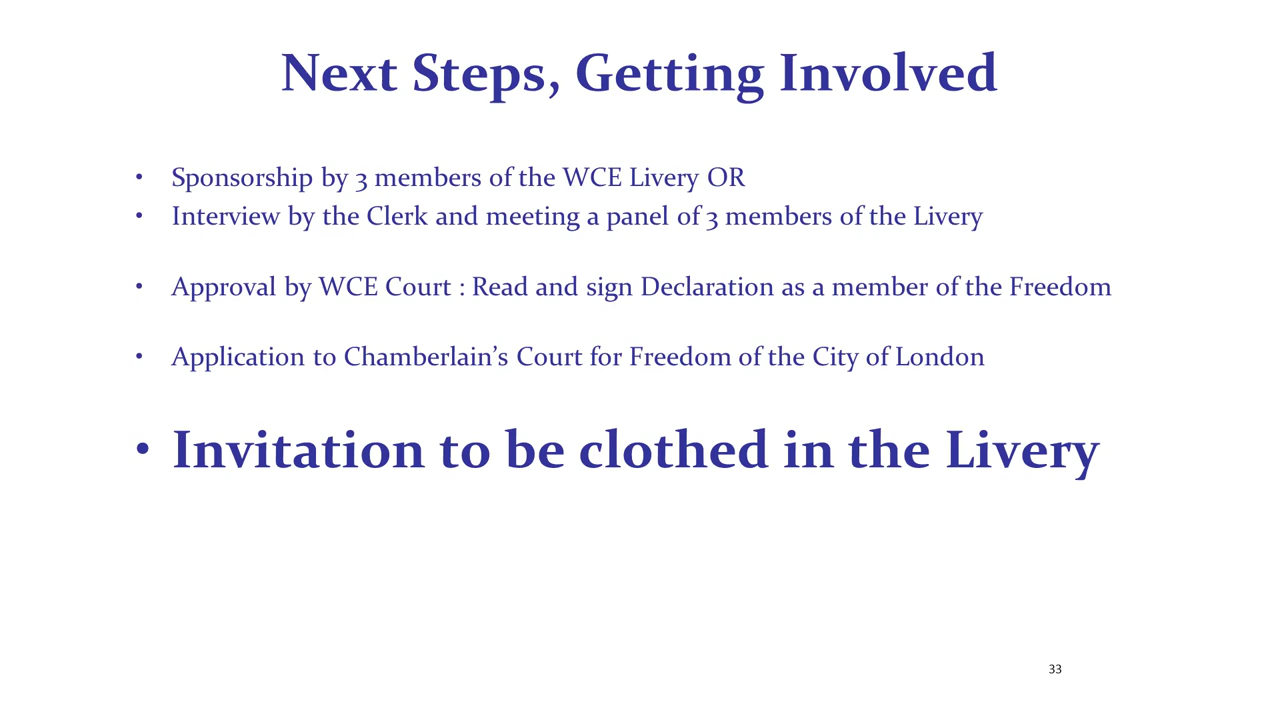 Next Steps, Getting Involved
• Sponsorship by 3 members of the WCE Livery OR
• Interview by the Clerk and meeting a panel of 3 members of the Livery
• Approval by WCE Court : Read and sign Declaration as a member of the Freedom
• Application to Chamberlain’s Court for Freedom of the City of London
• Invitation to be clothed in the Livery
33